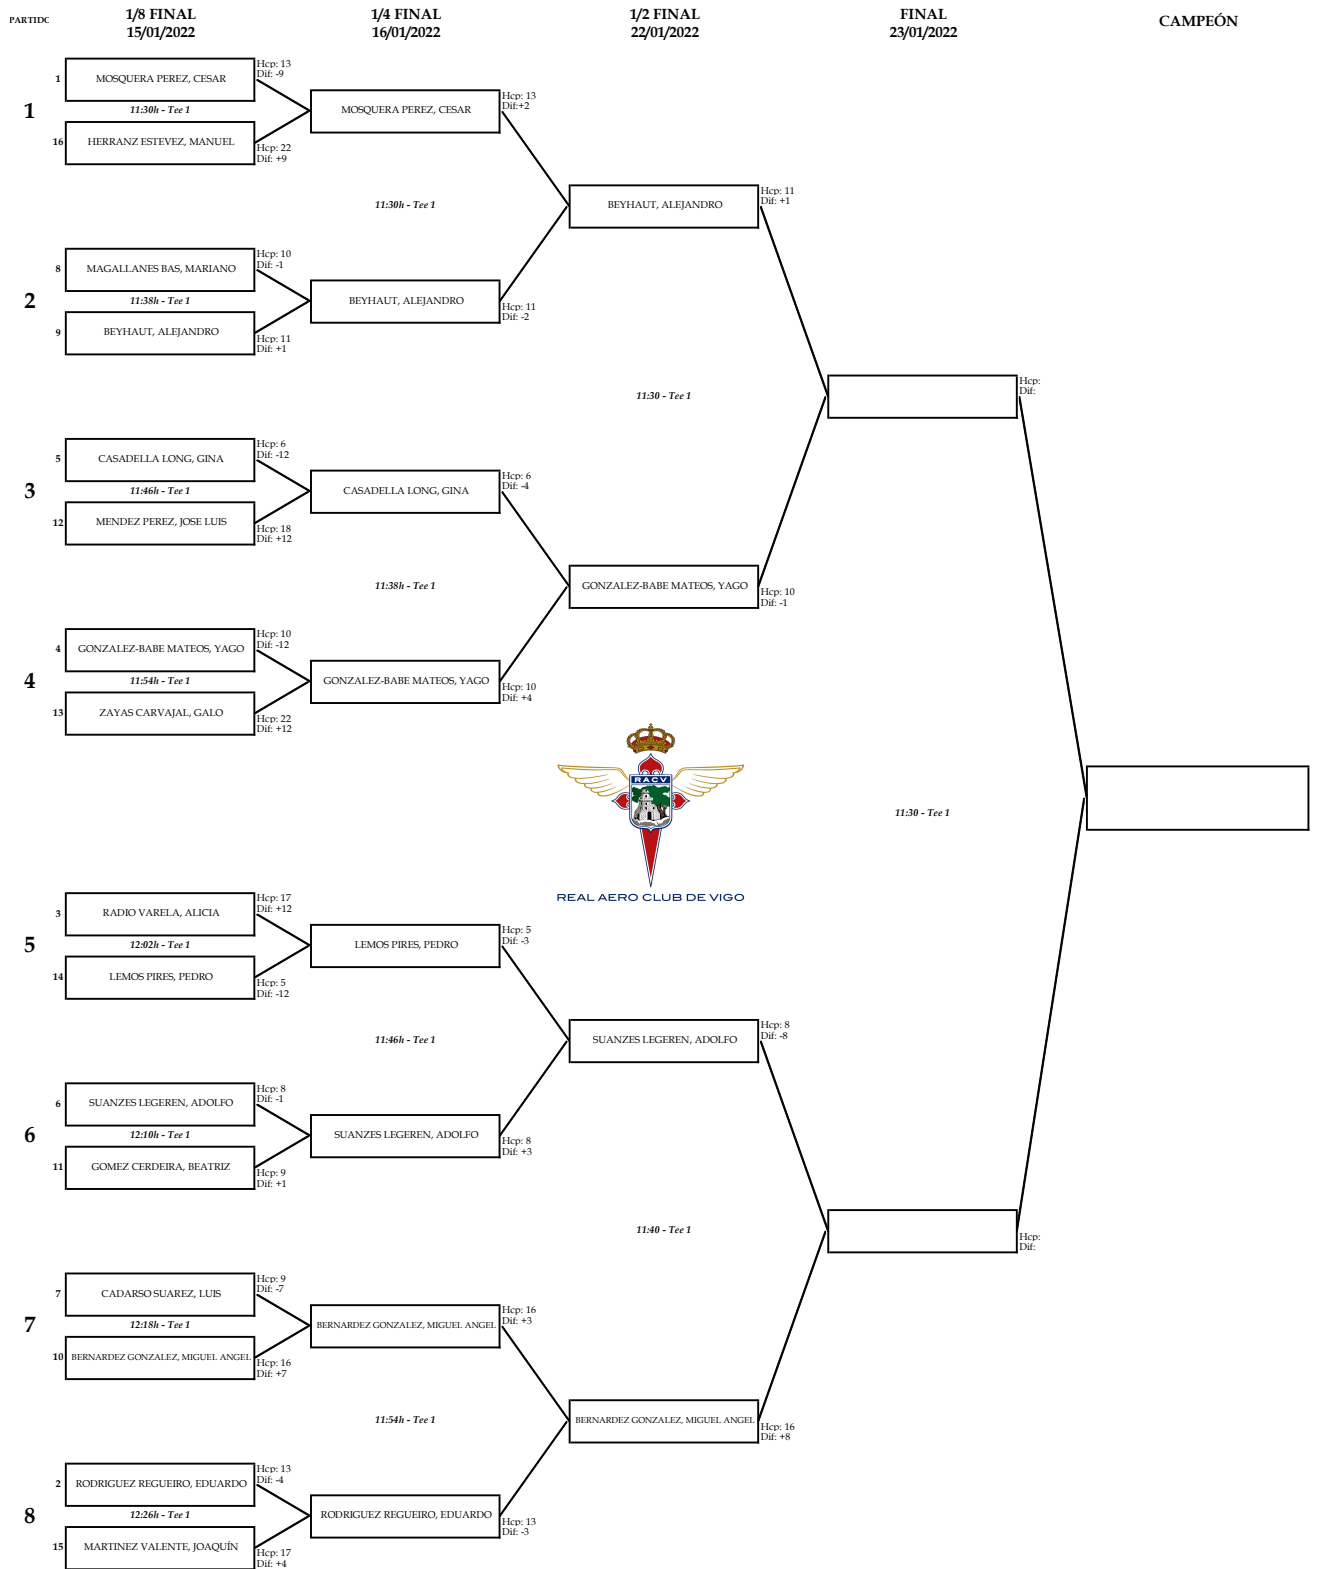 PARTIDO
1/8 FINAL
15/01/2022
1/4 FINAL
16/01/2022
1/2 FINAL
22/01/2022
FINAL
23/01/2022
CAMPEÓN
1
1
MOSQUERA PEREZ, CESAR
Hcp: 13
Dif: -9
11:30h - Tee 1
16
HERRANZ ESTEVEZ, MANUEL
Hcp: 22
Dif: +9
2
8
MAGALLANES BAS, MARIANO
Hcp: 10
Dif: -1
11:38h - Tee 1
9
BEYHAUT, ALEJANDRO
Hcp: 11
Dif: +1
3
5
CASADELLA LONG, GINA
Hcp: 6
Dif: -12
11:46h - Tee 1
12
MENDEZ PEREZ, JOSE LUIS
Hcp: 18
Dif: +12
4
4
GONZALEZ-BABE MATEOS, YAGO
Hcp: 10
Dif: -12
11:54h - Tee 1
13
ZAYAS CARVAJAL, GALO
Hcp: 22
Dif: +12
5
3
RADIO VARELA, ALICIA
Hcp: 17
Dif: +12
12:02h - Tee 1
14
LEMOS PIRES, PEDRO
Hcp: 5
Dif: -12
6
6
SUANZES LEGEREN, ADOLFO
Hcp: 8
Dif: -1
12:10h - Tee 1
11
GOMEZ CERDEIRA, BEATRIZ
Hcp: 9
Dif: +1
7
7
CADARSO SUAREZ, LUIS
Hcp: 9
Dif: -7
12:18h - Tee 1
10
BERNARDEZ GONZALEZ, MIGUEL ANGEL
Hcp: 16
Dif: +7
8
2
RODRIGUEZ REGUEIRO, EDUARDO
Hcp: 13
Dif: -4
12:26h - Tee 1
15
MARTINEZ VALENTE, JOAQUÍN
Hcp: 17
Dif: +4
MOSQUERA PEREZ, CESAR
Hcp: 13
Dif:+2
11:30h - Tee 1
BEYHAUT, ALEJANDRO
Hcp: 11
Dif: -2
CASADELLA LONG, GINA
Hcp: 6
Dif: -4
11:38h - Tee 1
GONZALEZ-BABE MATEOS, YAGO
Hcp: 10
Dif: +4
LEMOS PIRES, PEDRO
Hcp: 5
Dif: -3
11:46h - Tee 1
SUANZES LEGEREN, ADOLFO
Hcp: 8
Dif: +3
BERNARDEZ GONZALEZ, MIGUEL ANGEL
Hcp: 16
Dif: +3
11:54h - Tee 1
RODRIGUEZ REGUEIRO, EDUARDO
Hcp: 13
Dif: -3
BEYHAUT, ALEJANDRO
Hcp: 11
Dif: +1
11:30 - Tee 1
GONZALEZ-BABE MATEOS, YAGO
Hcp: 10
Dif: -1
RACV
REAL AERO CLUB DE VIGO
SUANZES LEGEREN, ADOLFO
Hcp: 8
Dif: -8
11:40 - Tee 1
BERNARDEZ GONZALEZ, MIGUEL ANGEL
Hcp: 16
Dif: +8
Hcp:
Dif:
11:30 - Tee 1
Hcp:
Dif: